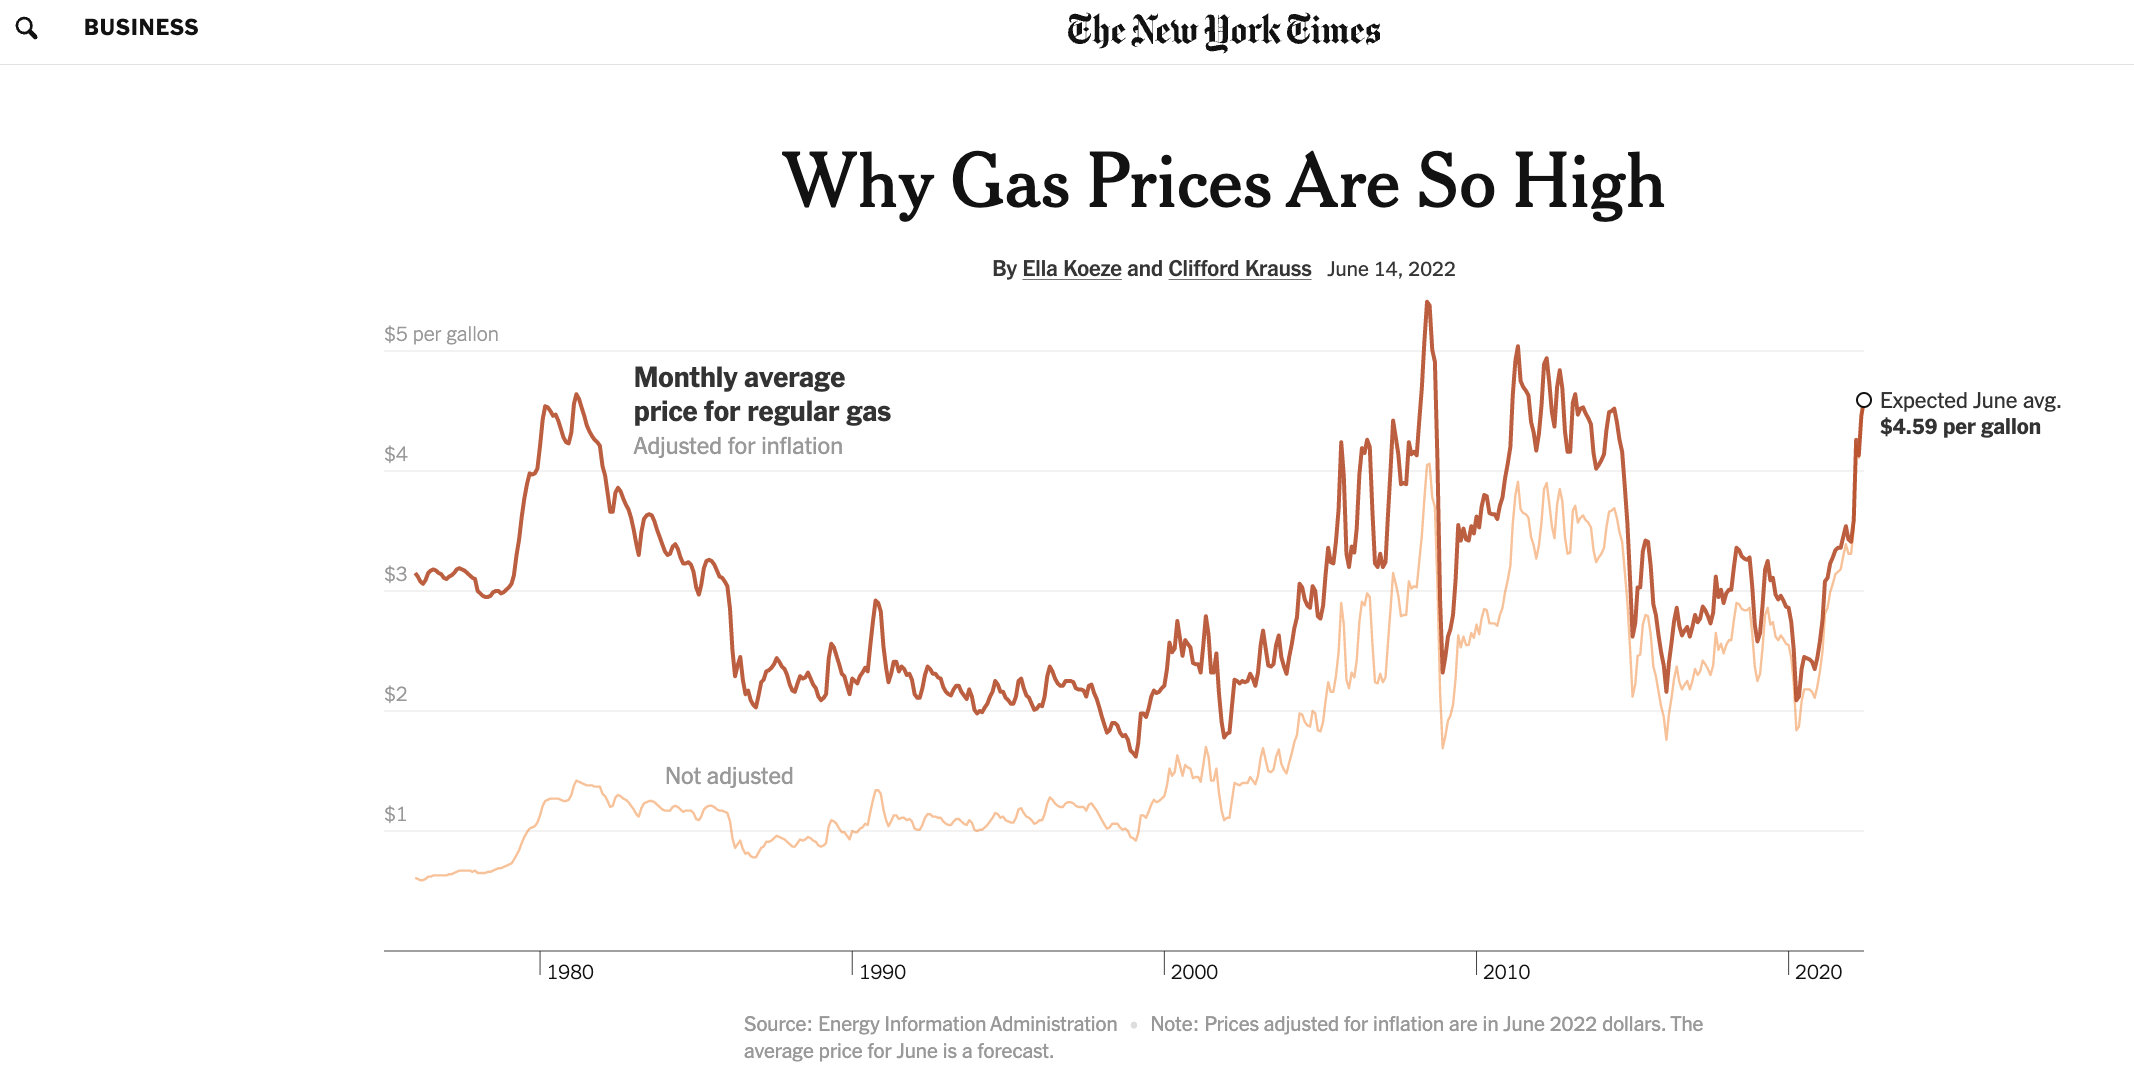 BUSINESS
The New York Times
Why Gas Prices Are So High
By Ella Koeze and Clifford Krauss June 14, 2022
$5 per gallon
Monthly average
price for regular gas
Adjusted for inflation
Expected June avg.
$4.59 per gallon
$4
$3
$2
Not adjusted
$1
1980
1990
2000
2010
2020
Source: Energy Information Administration • Note: Prices adjusted for inflation are in June 2022 dollars. The
average price for June is a forecast.